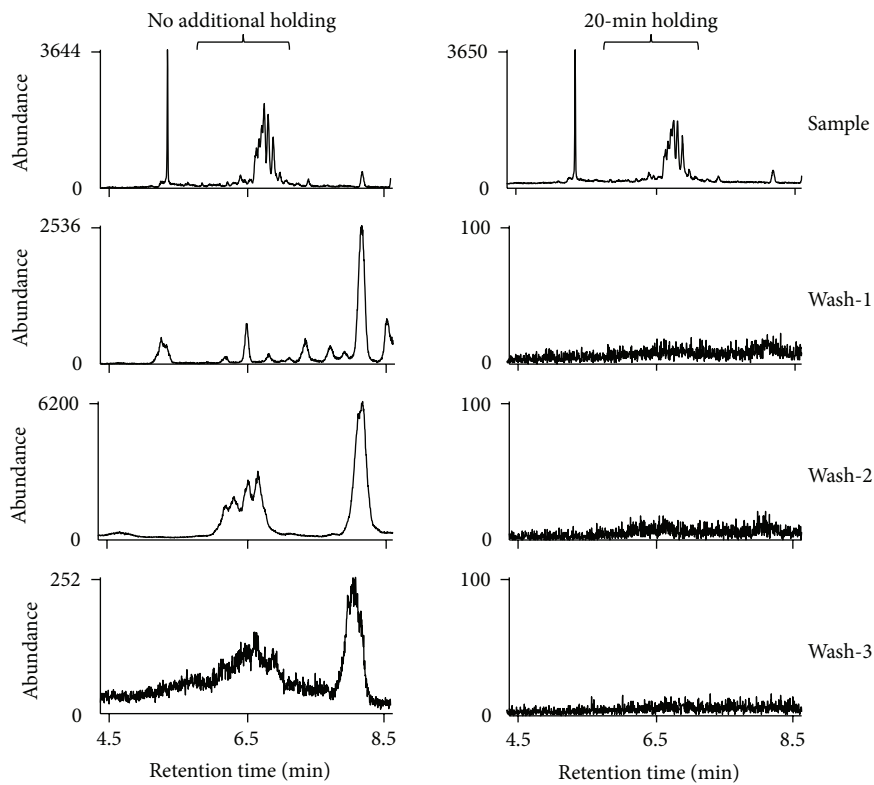 No additional holding
20-min holding
Abundance
3644
0
3650
0
Sample
Abundance
2536
0
100
0
Wash-1
Abundance
6200
0
100
0
Wash-2
Abundance
252
0
100
0
Wash-3
4.5 6.5 8.5
4.5 6.5 8.5
Retention time (min)
Retention time (min)